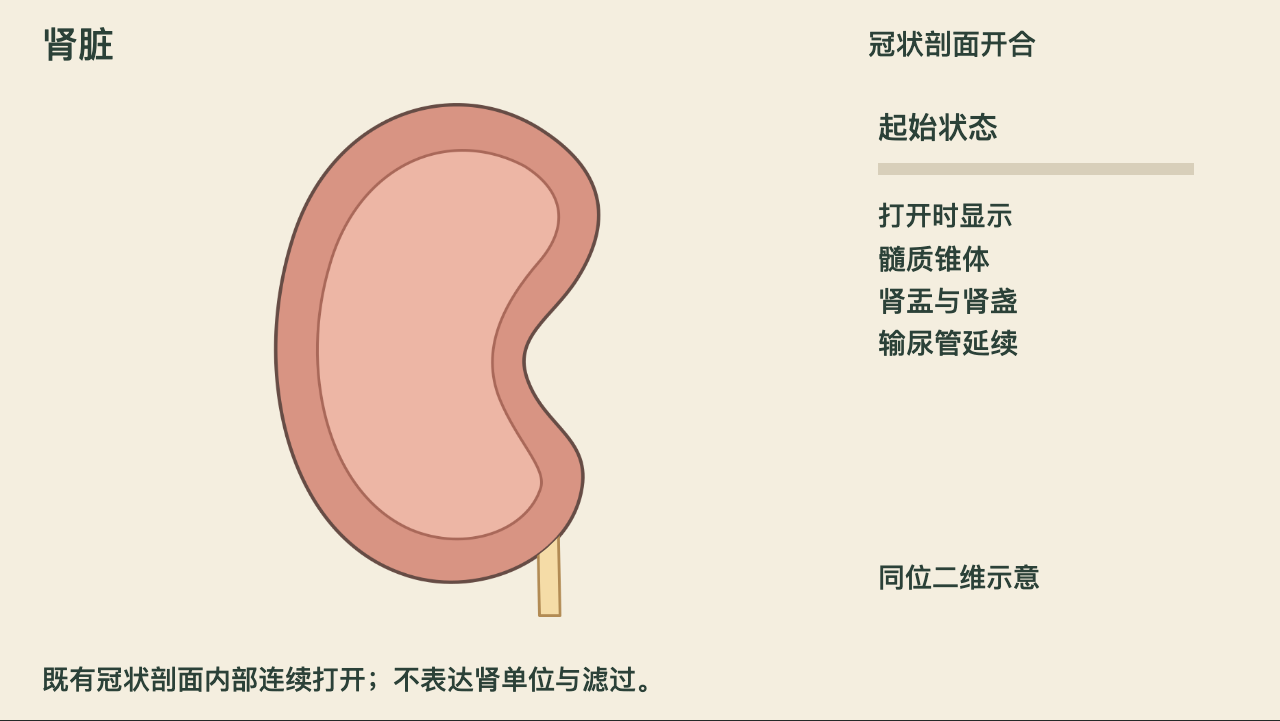 肾脏
冠状剖面开合
起始状态
打开时显示
髓质锥体
肾盂与肾盏
输尿管延续
同位二维示意
既有冠状剖面内部连续打开；不表达肾单位与滤过。